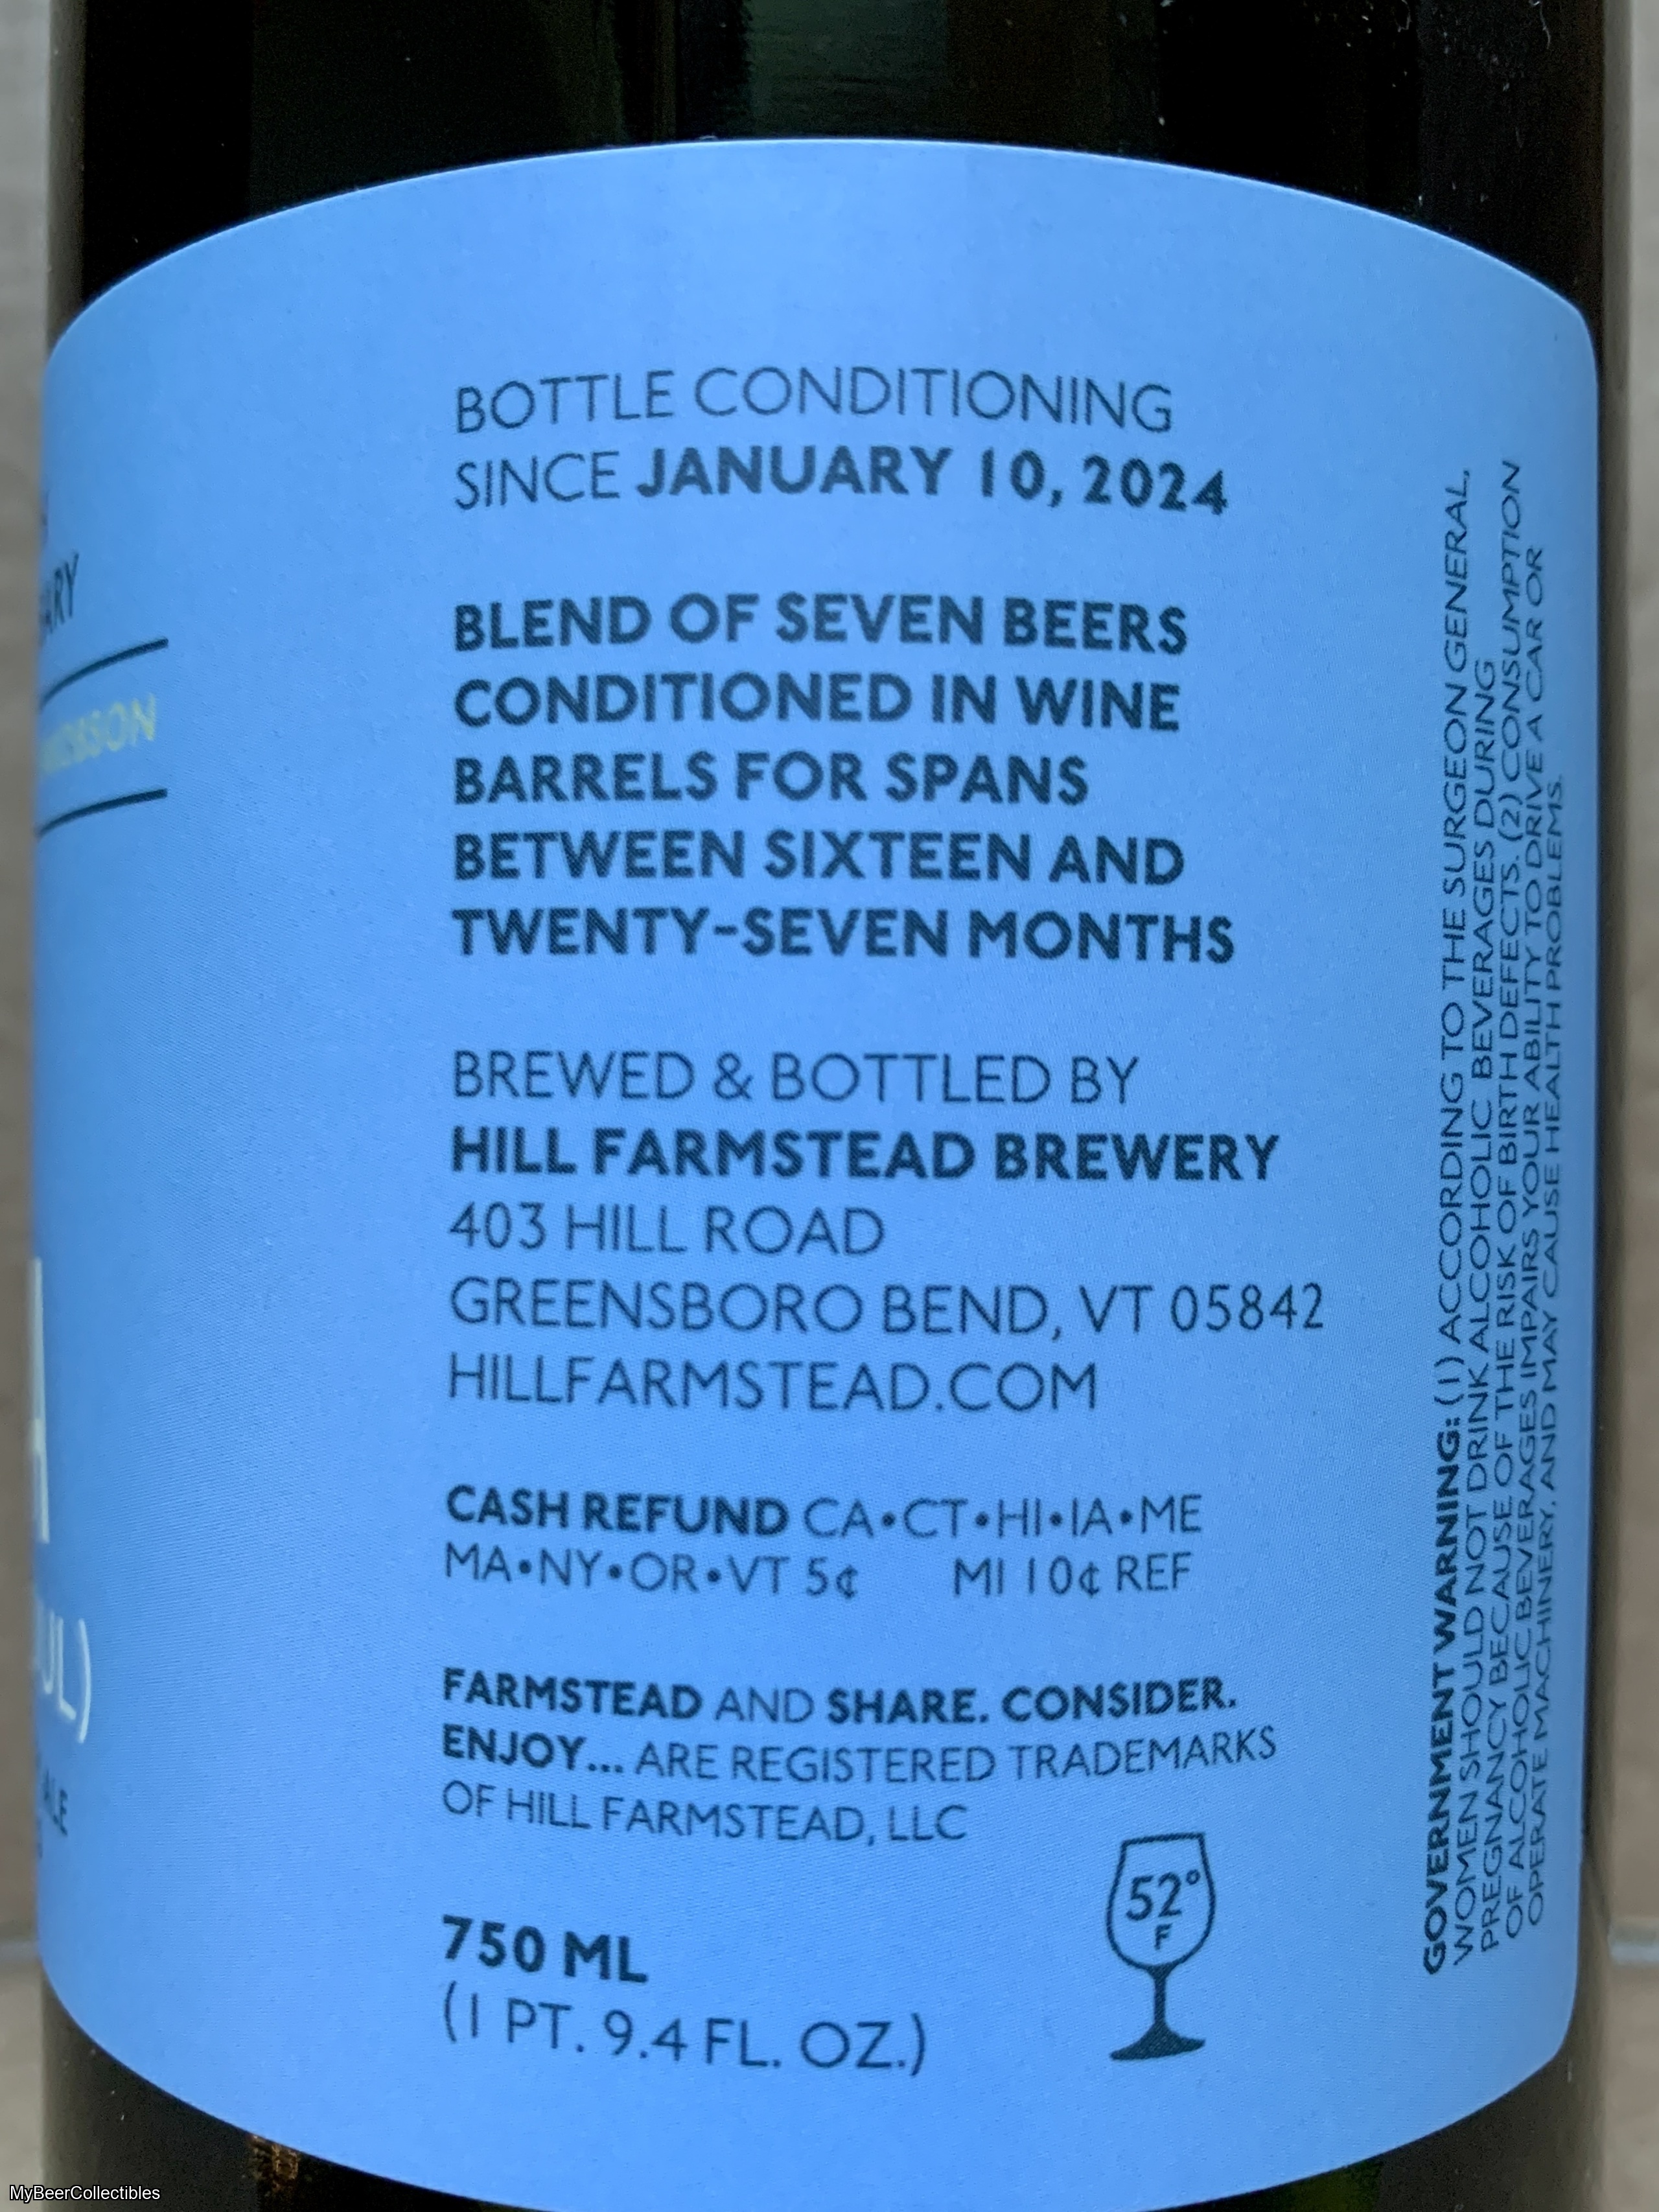 BOTTLE CONDITIONING
SINCE JANUARY 10, 2024
BLEND OF SEVEN BEERS
CONDITIONED IN WINE
BARRELS FOR SPANS
BETWEEN SIXTEEN AND
TWENTY-SEVEN MONTHS
BREWED & BOTTLED BY
HILL FARMSTEAD BREWERY
403 HILL ROAD
GREENSBORO BEND, VT 05842
HILLFARMSTEAD.COM
CASH REFUND CA•CT•HI•IA•ME
MA•NY•OR•VT 5¢ MI 10¢ REF
FARMSTEAD AND SHARE. CONSIDER.
ENJOY... ARE REGISTERED TRADEMARKS
OF HILL FARMSTEAD, LLC
750 ML
(1 PT. 9.4 FL. OZ.)
52°
F
GOVERNMENT WARNING: (1) ACCORDING TO THE SURGEON GENERAL,
WOMEN SHOULD NOT DRINK ALCOHOLIC BEVERAGES DURING
PREGNANCY BECAUSE OF THE RISK OF BIRTH DEFECTS. (2) CONSUMPTION
OF ALCOHOLIC BEVERAGES IMPAIRS YOUR ABILITY TO DRIVE A CAR OR
OPERATE MACHINERY, AND MAY CAUSE HEALTH PROBLEMS.
MyBeerCollectibles